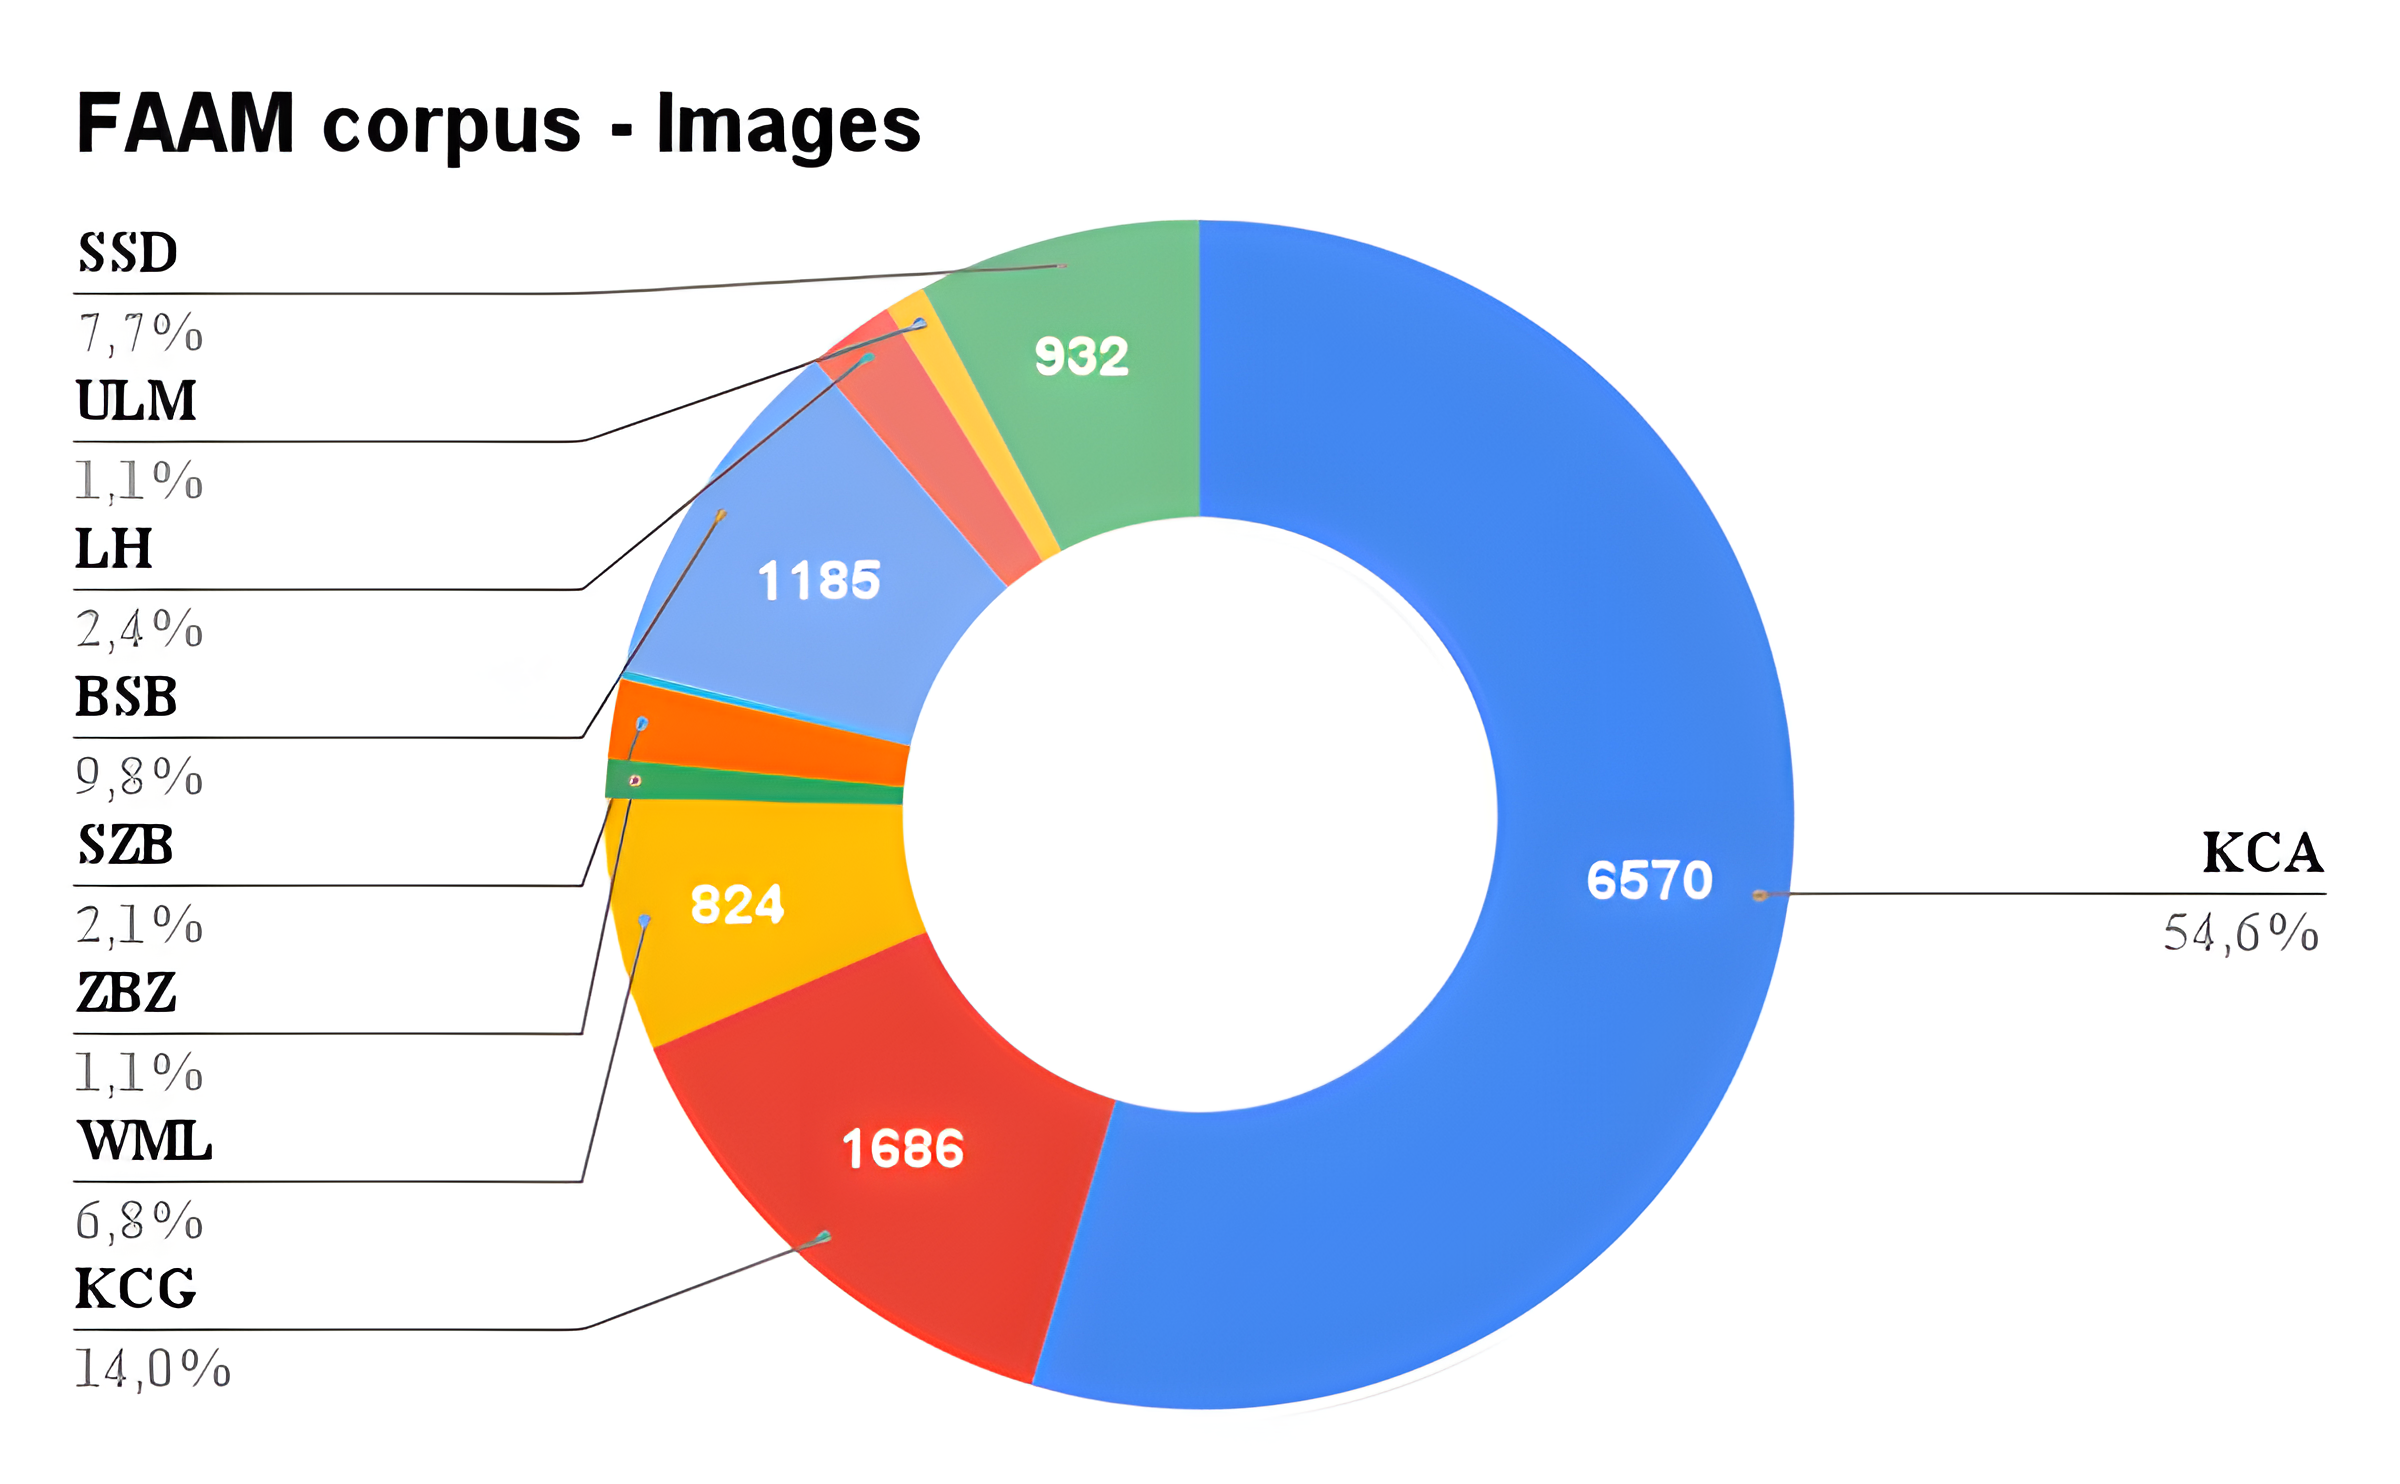 FAAM corpus - Images
SSD
7,7%
ULM
1,1%
LH
2,4%
BSB
9,8%
SZB
2,1%
ZBZ
1,1%
WML
6,8%
KCG
14,0%
932
1185
824
1686
6570
KCA
54,6%